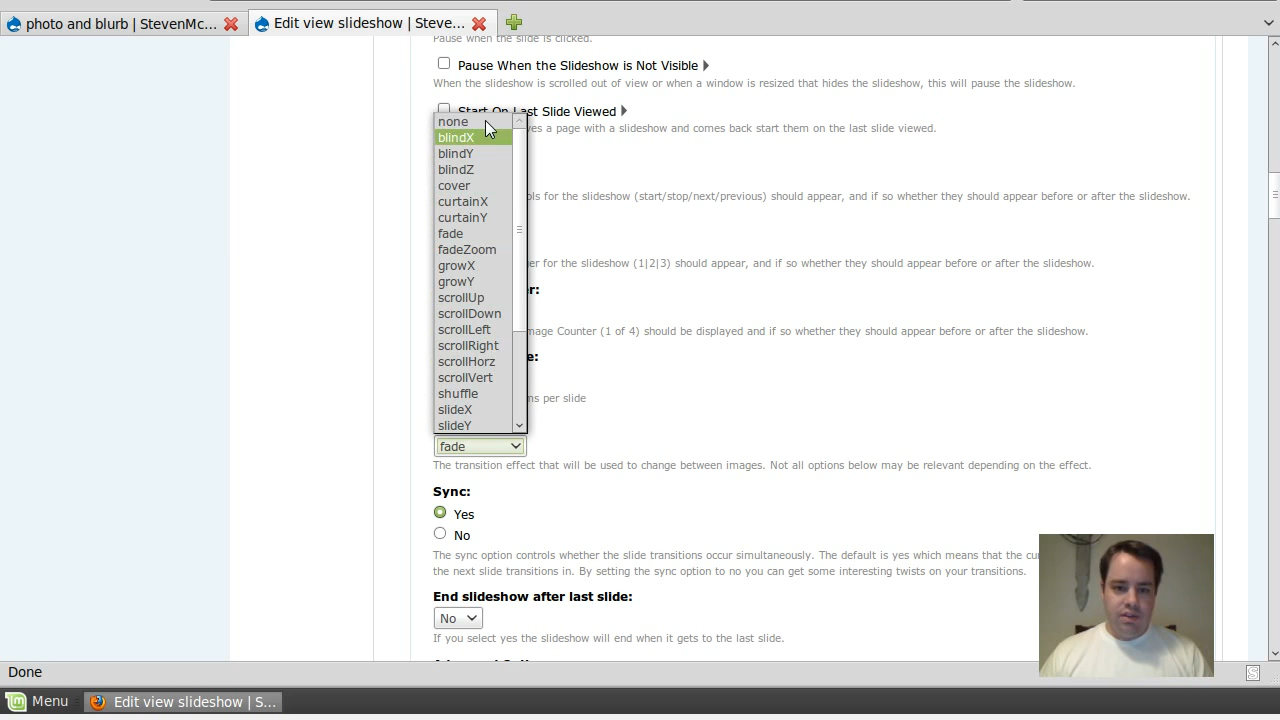 photo and blurb | StevenMc...
Edit view slideshow | Steve...
Pause when the slide is clicked.
Pause When the Slideshow is Not Visible
When the slideshow is scrolled out of view or when a window is resized that hides the slideshow, this will pause the slideshow.
Start On Last Slide Viewed
ves a page with a slideshow and comes back start them on the last slide viewed.
none
blindX
blindY
blindZ
cover
ols for the slideshow (start/stop/next/previous) should appear, and if so whether they should appear before or after the slideshow.
curtainX
curtainY
fade
fadeZoom
er for the slideshow (1|2|3) should appear, and if so whether they should appear before or after the slideshow.
growX
growY
r:
scrollUp
scrollDown
scrollLeft
mage Counter (1 of 4) should be displayed and if so whether they should appear before or after the slideshow.
scrollRight
e:
scrollHorz
scrollVert
shuffle
ms per slide
slideX
slideY
fade
The transition effect that will be used to change between images. Not all options below may be relevant depending on the effect.
Sync:
Yes
No
The sync option controls whether the slide transitions occur simultaneously. The default is yes which means that the cu
the next slide transitions in. By setting the sync option to no you can get some interesting twists on your transitions.
End slideshow after last slide:
No
If you select yes the slideshow will end when it gets to the last slide.
Done
Menu
Edit view slideshow | S...